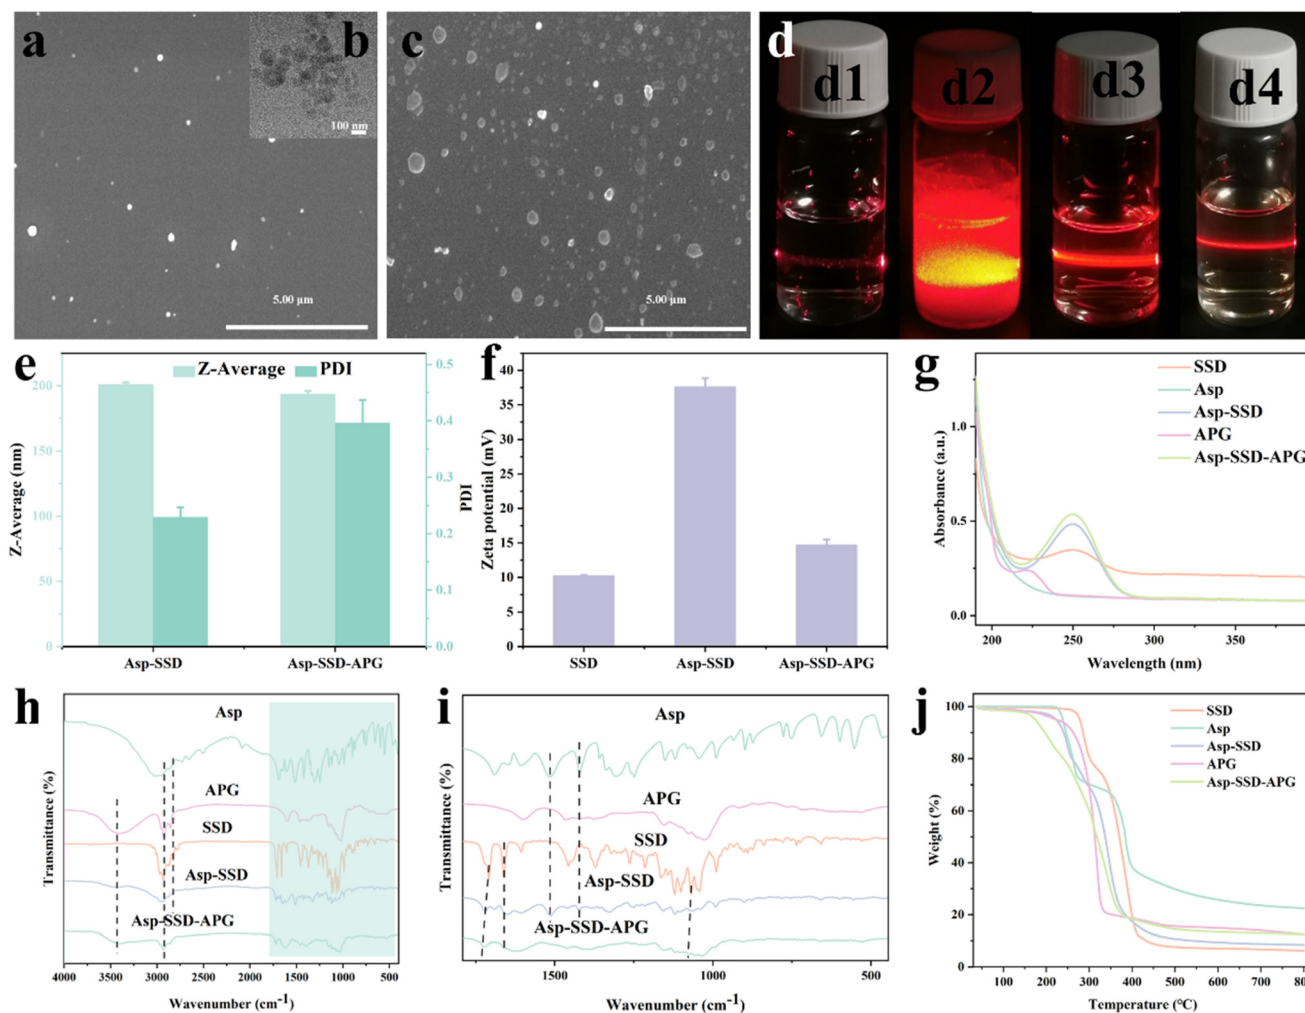 a
b
100 nm
5.00 μm
c
5.00 μm
d
d1
d2
d3
d4
e
Z-Average
PDI
Z-Average (nm)
200
150
100
50
0
0.5
0.4
0.3
0.2
0.1
0.0
PDI
Asp-SSD
Asp-SSD-APG
f
Zeta potential (mV)
40
35
30
25
20
15
10
5
0
SSD
Asp-SSD
Asp-SSD-APG
g
SSD
Asp
Asp-SSD
APG
Asp-SSD-APG
Absorbance (a.u.)
1.0
0.5
0.0
200
250
300
350
Wavelength (nm)
h
Asp
APG
SSD
Asp-SSD
Asp-SSD-APG
Transmittance (%)
4000 3500 3000 2500 2000 1500 1000 500
Wavenumber (cm-1)
i
Asp
APG
SSD
Asp-SSD
Asp-SSD-APG
Transmittance (%)
1500
1000
500
Wavenumber (cm-1)
j
SSD
Asp
Asp-SSD
APG
Asp-SSD-APG
Weight (%)
100
80
60
40
20
0
100 200 300 400 500 600 700 800
Temperature (°C)